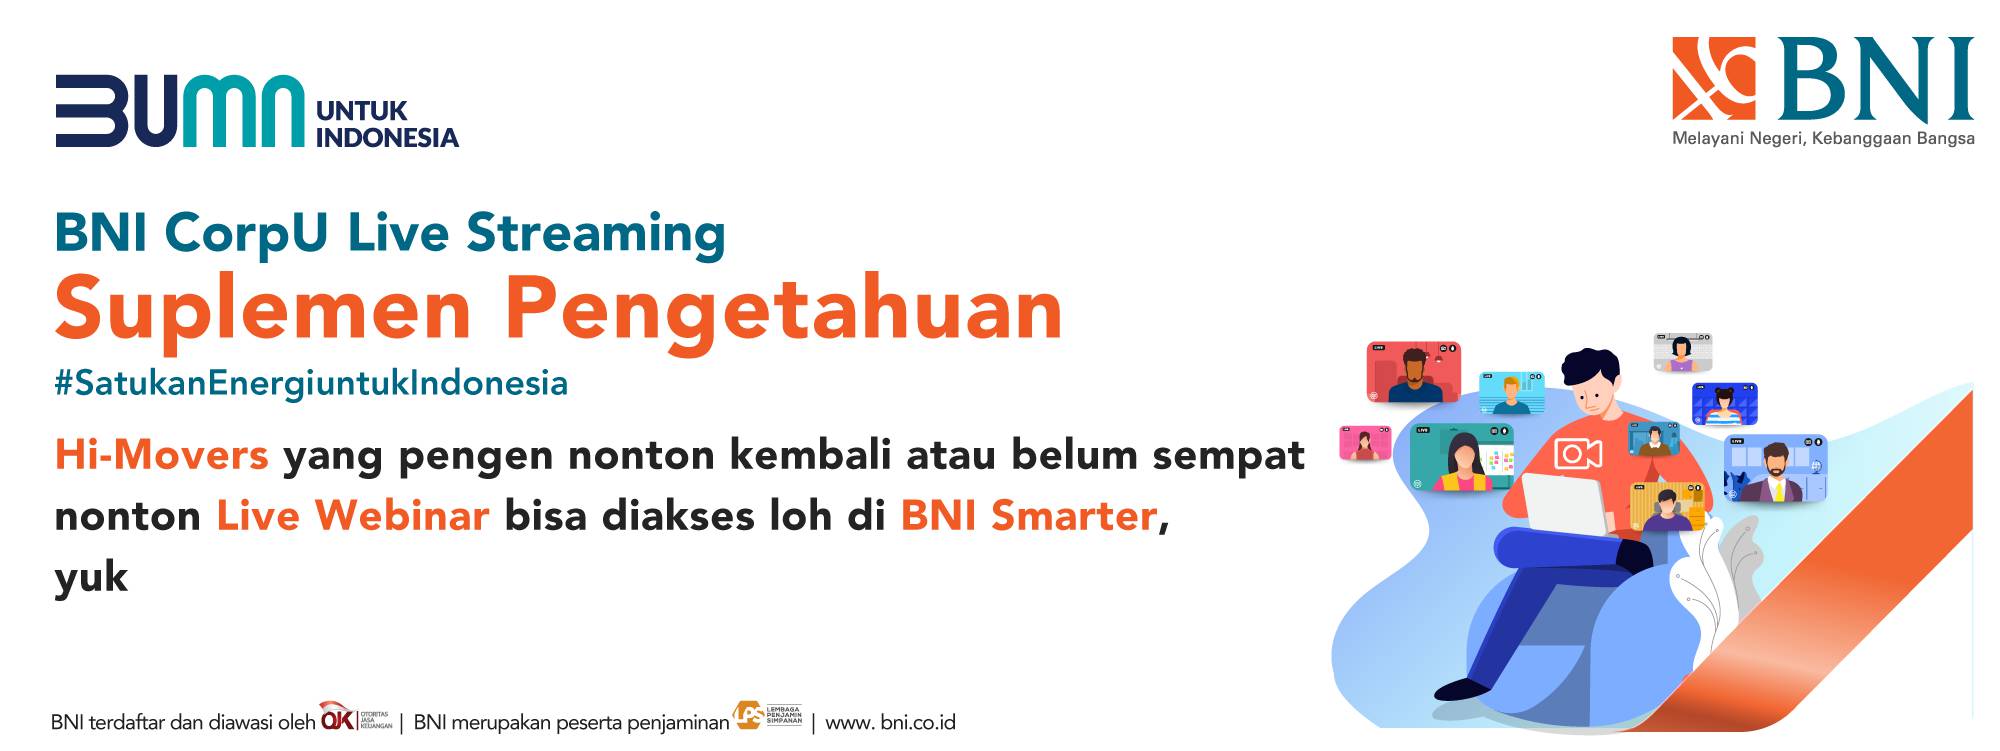 BUMN UNTUK
INDONESIA
BNI
Melayani Negeri, Kebanggaan Bangsa
BNI CorpU Live Streaming
Suplemen Pengetahuan
#SatukanEnergiuntukIndonesia
Hi-Movers yang pengen nonton kembali atau belum sempat
nonton Live Webinar bisa diakses loh di BNI Smarter,
yuk
BNI terdaftar dan diawasi oleh OJK OTORITAS JASA KEUANGAN | BNI merupakan peserta penjaminan LPS LEMBAGA PENJAMIN SIMPANAN | www. bni.co.id